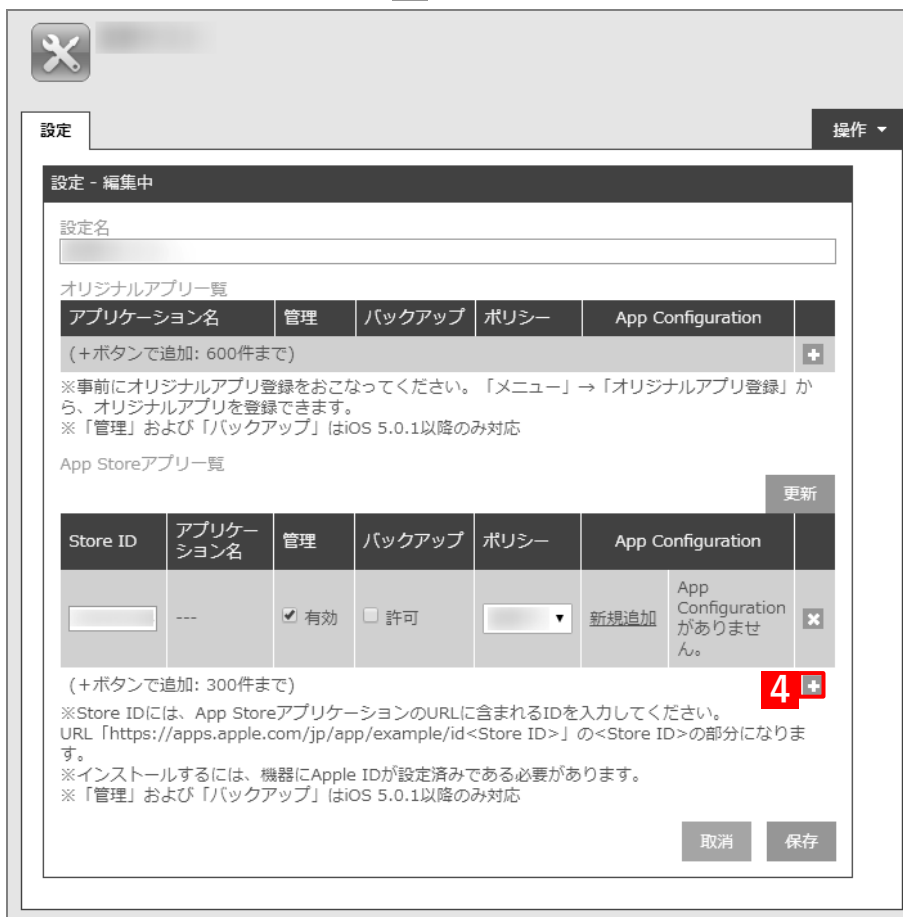 設定
操作 ▼
設定 - 編集中
設定名
オリジナルアプリ一覧
アプリケーション名 管理 バックアップ ポリシー App Configuration
(+ボタンで追加: 600件まで)
※事前にオリジナルアプリ登録をおこなってください。「メニュー」→「オリジナルアプリ登録」か
ら、オリジナルアプリを登録できます。
※「管理」および「バックアップ」はiOS 5.0.1以降のみ対応
App Storeアプリ一覧
更新
Store ID アプリケー
ション名 管理 バックアップ ポリシー App Configuration
--- 有効 許可 新規追加 App
Configuration
がありませ
ん。
(+ボタンで追加: 300件まで) 4
※Store IDには、App StoreアプリケーションのURLに含まれるIDを入力してください。
URL「https://apps.apple.com/jp/app/example/id<Store ID>」の<Store ID>の部分になりま
す。
※インストールするには、機器にApple IDが設定済みである必要があります。
※「管理」および「バックアップ」はiOS 5.0.1以降のみ対応
取消 保存